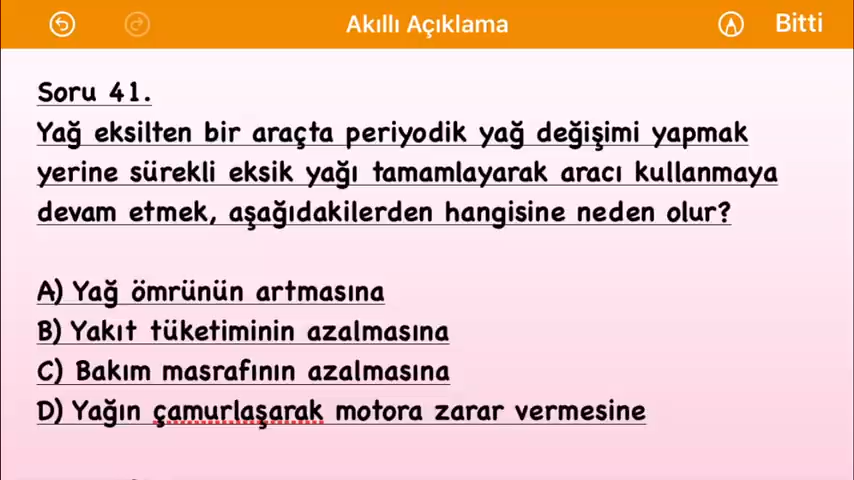 Akıllı Açıklama
Bitti
Soru 41.
Yağ eksilten bir araçta periyodik yağ değişimi yapmak
yerine sürekli eksik yağı tamamlayarak aracı kullanmaya
devam etmek, aşağıdakilerden hangisine neden olur?
A) Yağ ömrünün artmasına
B) Yakıt tüketiminin azalmasına
C) Bakım masrafının azalmasına
D) Yağın çamurlaşarak motora zarar vermesine